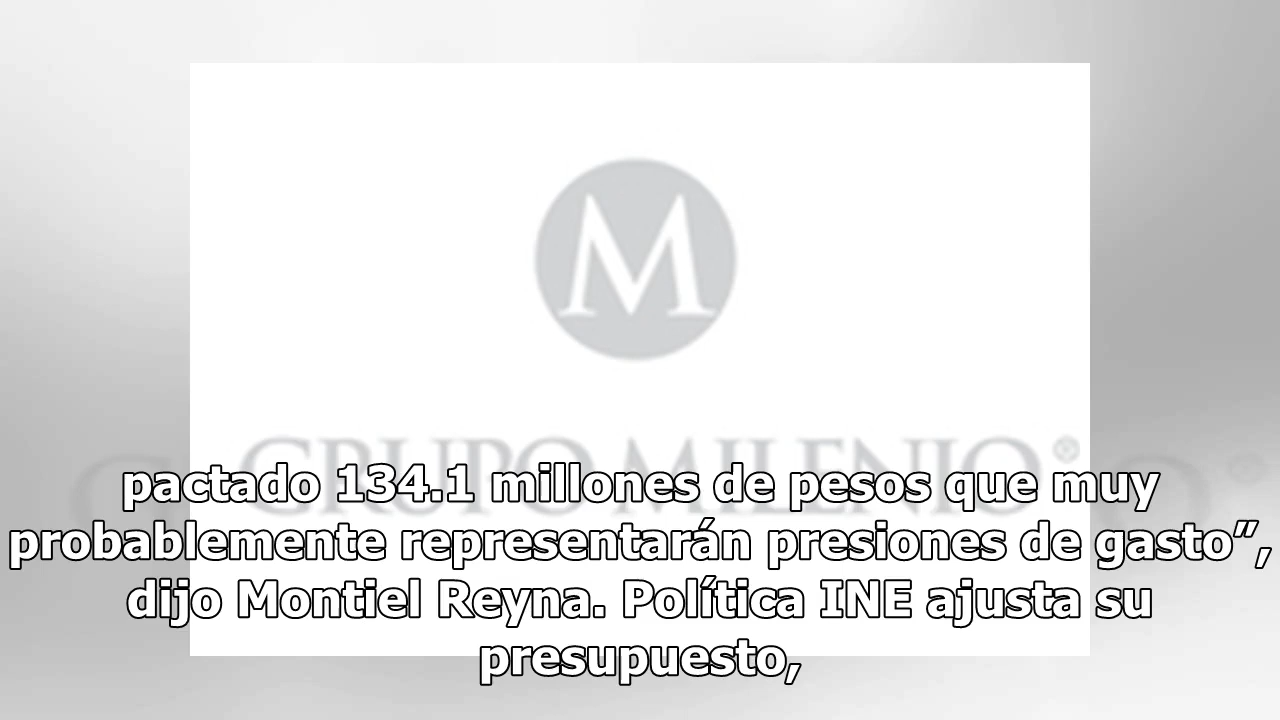 M
GRUPO MILENIO®
pactado 134.1 millones de pesos que muy
probablemente representarán presiones de gasto”,
dijo Montiel Reyna. Política INE ajusta su
presupuesto,